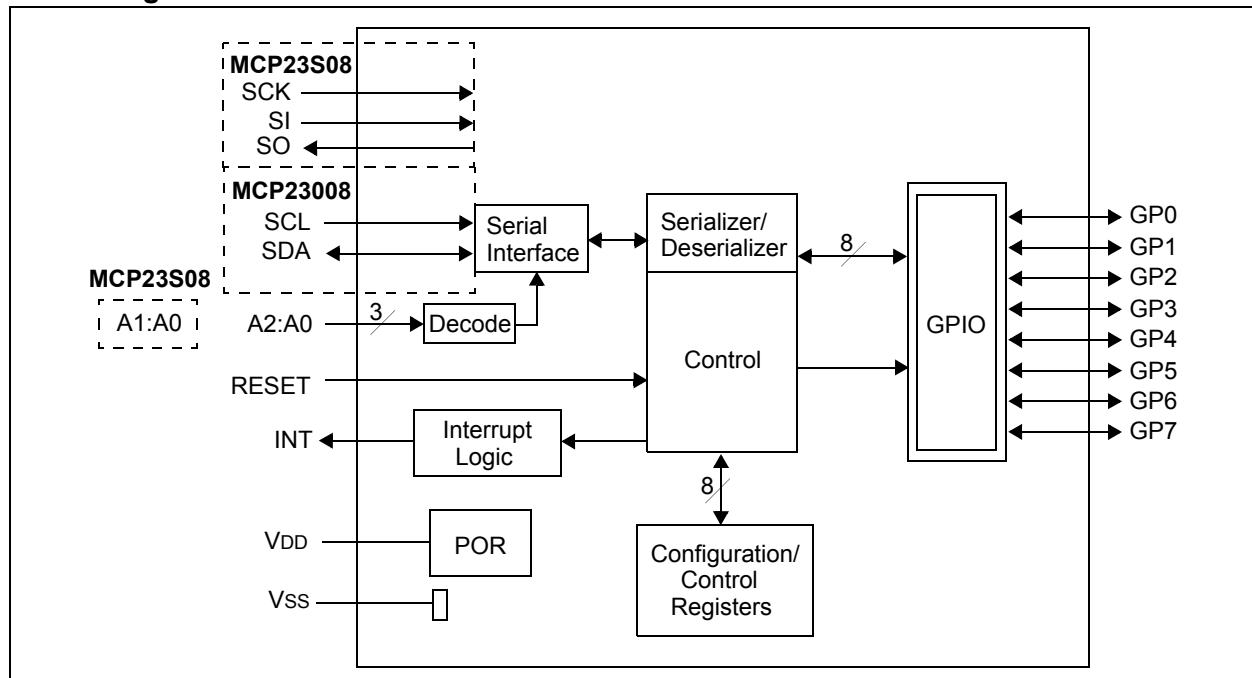 MCP23S08
SCK
SI
SO
MCP23008
SCL
SDA
MCP23S08
A1:A0
A2:A0
3
Decode
Serial
Interface
Serializer/
Deserializer
8
Control
GPIO
GP0
GP1
GP2
GP3
GP4
GP5
GP6
GP7
RESET
INT
Interrupt
Logic
8
VDD
POR
Configuration/
Control
Registers
VSS